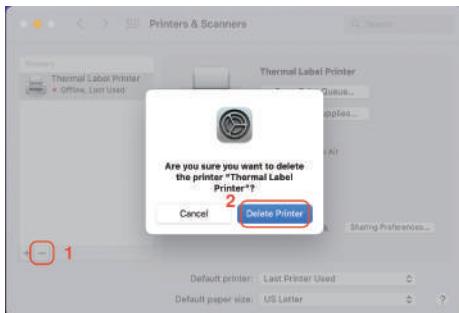 Printers & Scanners
Search
Printers
Thermal Label Printer
Offline, Last Used
Thermal Label Printer
Queue...
Supplies...
Air
Are you sure you want to delete
the printer "Thermal Label
Printer"?
2
Cancel
Delete Printer
Sharing Preferences...
+ − 1
Default printer: Last Printer Used
Default paper size: US Letter
?